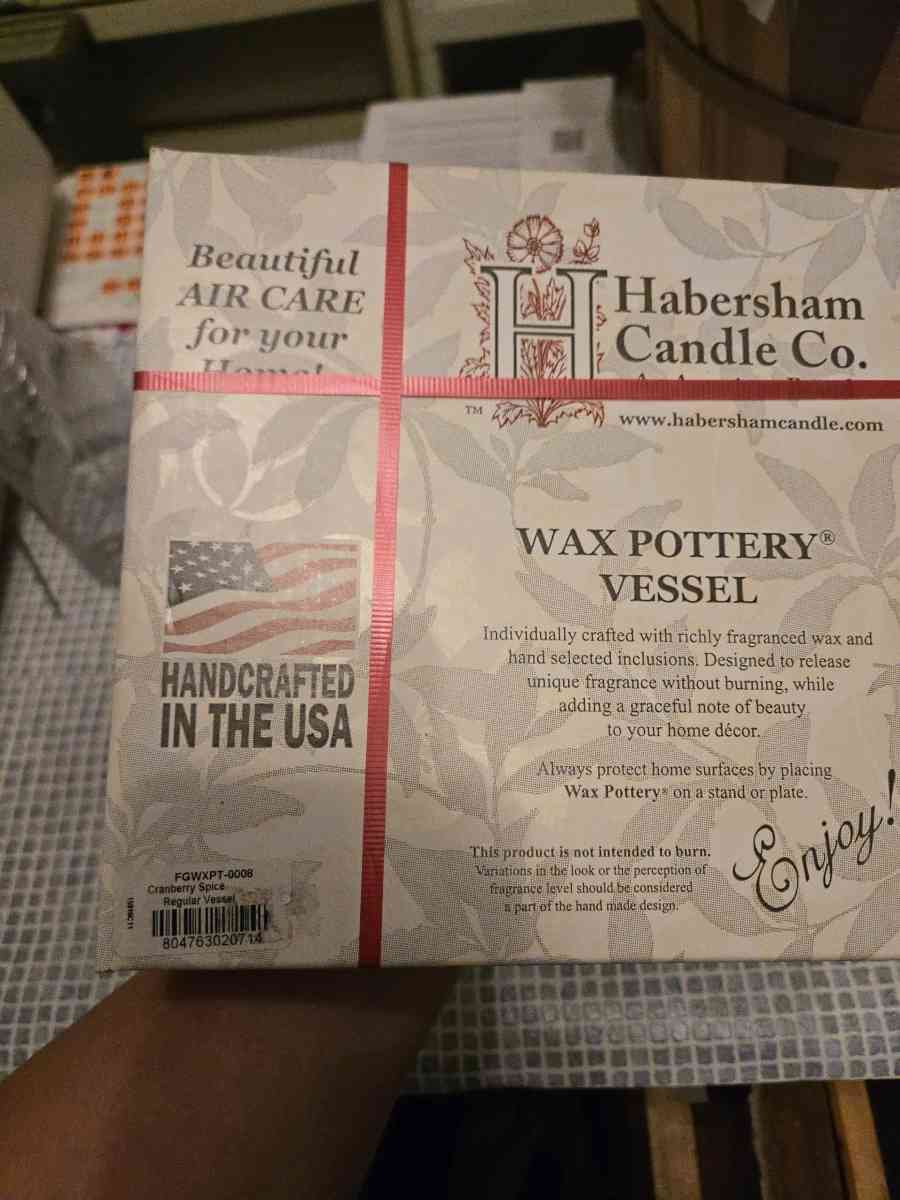 Beautiful
AIR CARE
for your
Home!
H
Habersham
Candle Co.
TM
www.habershamcandle.com
HANDCRAFTED
IN THE USA
WAX POTTERY®
VESSEL
Individually crafted with richly fragranced wax and
hand selected inclusions. Designed to release
unique fragrance without burning, while
adding a graceful note of beauty
to your home décor.
Always protect home surfaces by placing
Wax Pottery® on a stand or plate.
This product is not intended to burn.
Variations in the look or the perception of
fragrance level should be considered
a part of the hand made design.
Enjoy!
FGWXPT-0008
Cranberry Spice
Regular Vessel
804763020714